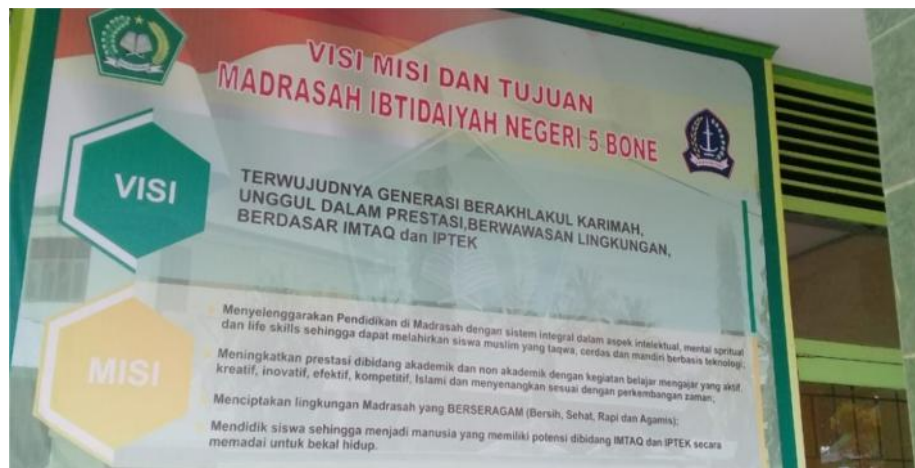 VISI MISI DAN TUJUAN
MADRASAH IBTIDAIYAH NEGERI 5 BONE
VISI
TERWUJUDNYA GENERASI BERAKHLAKUL KARIMAH,
UNGGUL DALAM PRESTASI,BERWAWASAN LINGKUNGAN,
BERDASAR IMTAQ dan IPTEK
MISI
Menyelenggarakan Pendidikan di Madrasah dengan sistem integral dalam aspek intelektual, mental spritual
dan life skills sehingga dapat melahirkan siswa muslim yang taqwa, cerdas dan mandiri berbasis teknologi,
Meningkatkan prestasi dibidang akademik dan non akademik dengan kegiatan belajar mengajar yang aktif,
kreatif, inovatif, efektif, kompetitif, Islami dan menyenangkan sesuai dengan perkembangan zaman;
Menciptakan lingkungan Madrasah yang BERSERAGAM (Bersih, Sehat, Rapi dan Agamis);
Mendidik siswa sehingga menjadi manusia yang memiliki potensi dibidang IMTAQ dan IPTEK secara
memadai untuk bekal hidup.